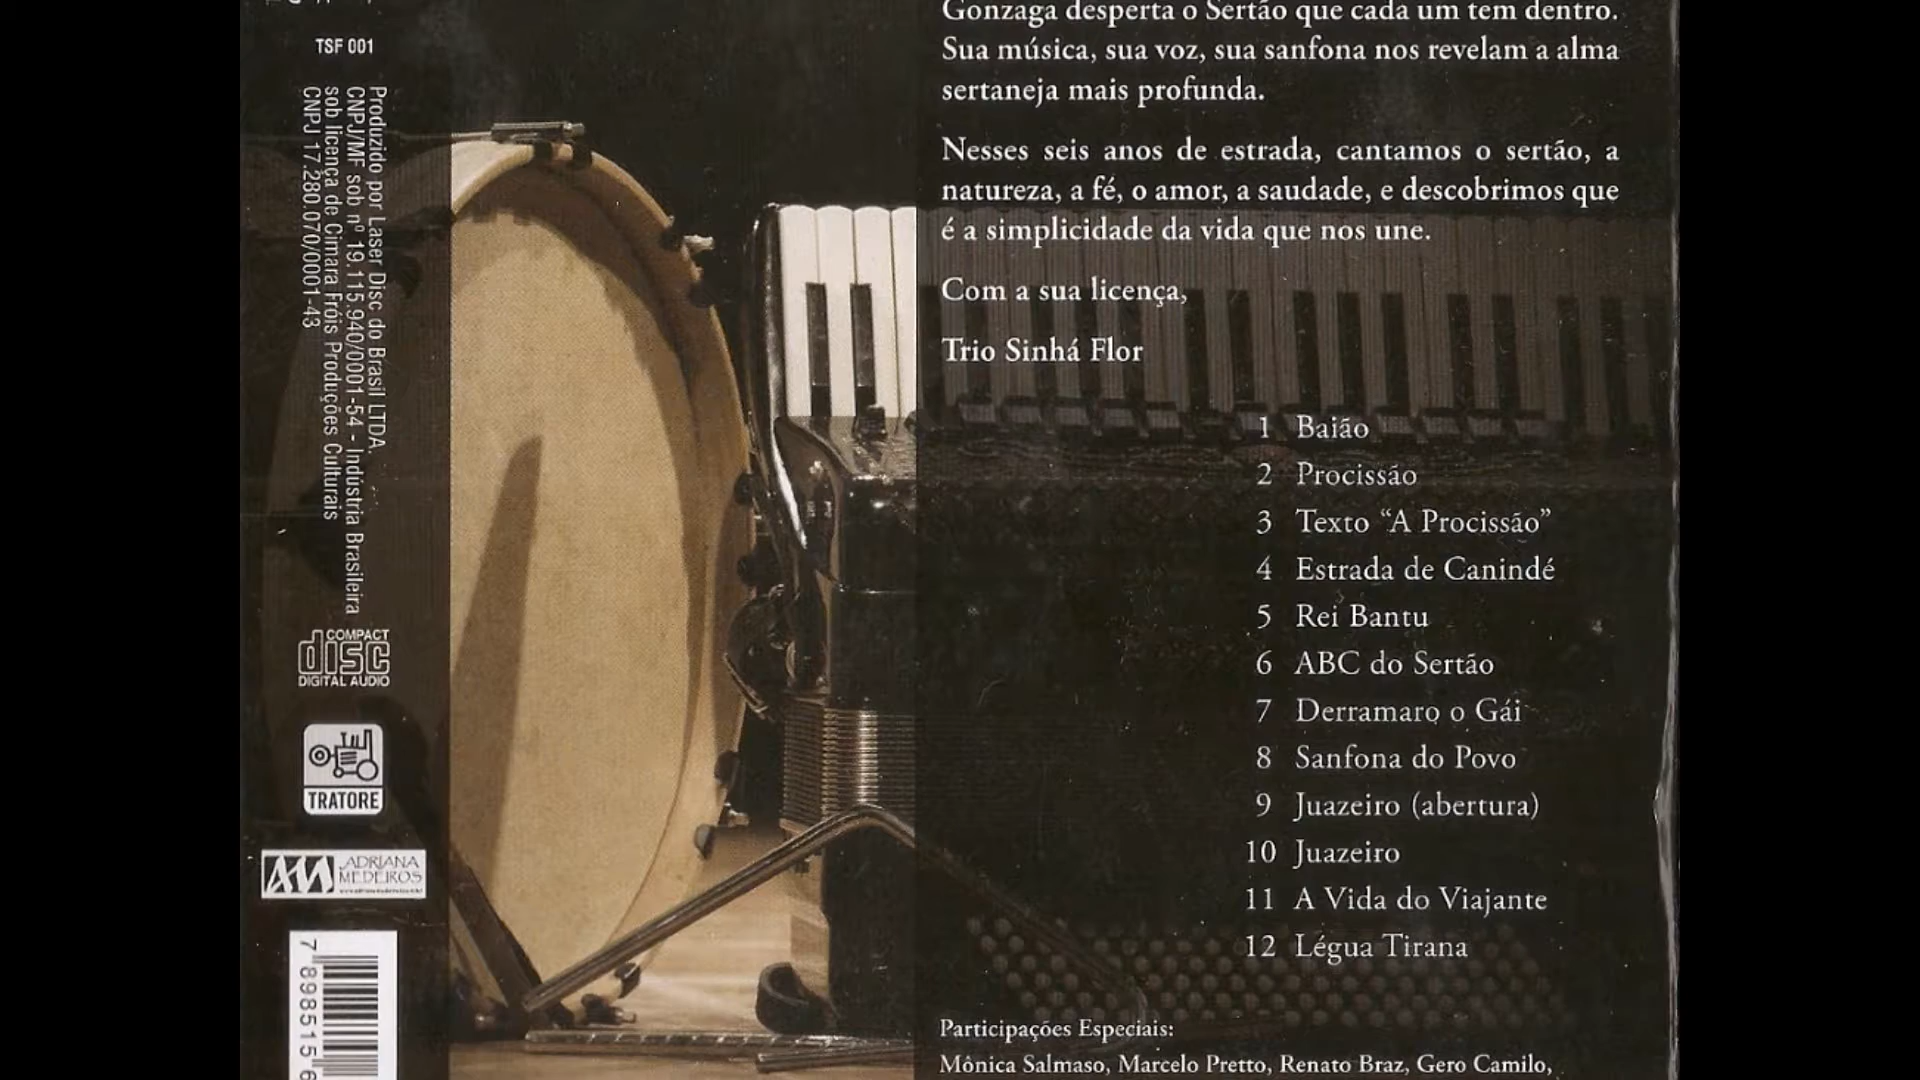 Gonzaga desperta o Sertão que cada um tem dentro.
Sua música, sua voz, sua sanfona nos revelam a alma
sertaneja mais profunda.
Nesses seis anos de estrada, cantamos o sertão, a
natureza, a fé, o amor, a saudade, e descobrimos que
é a simplicidade da vida que nos une.
Com a sua licença,
Trio Sinhá Flor
1 Baião
2 Procissão
3 Texto “A Procissão”
4 Estrada de Canindé
5 Rei Bantu
6 ABC do Sertão
7 Derramaro o Gái
8 Sanfona do Povo
9 Juazeiro (abertura)
10 Juazeiro
11 A Vida do Viajante
12 Légua Tirana
Participações Especiais:
Mônica Salmaso, Marcelo Pretto, Renato Braz, Gero Camilo,
TSF 001
Produzido por Laser Disc do Brasil LTDA.
CNPJ/MF sob nº 19.115.940/0001-54 - Indústria Brasileira
sob licença de Cimara Fróis Produções Culturais
CNPJ 17.280.070/0001-43
COMPACT
disc
DIGITAL AUDIO
TRATORE
ADRIANA
MEDEIROS
7 898515 6